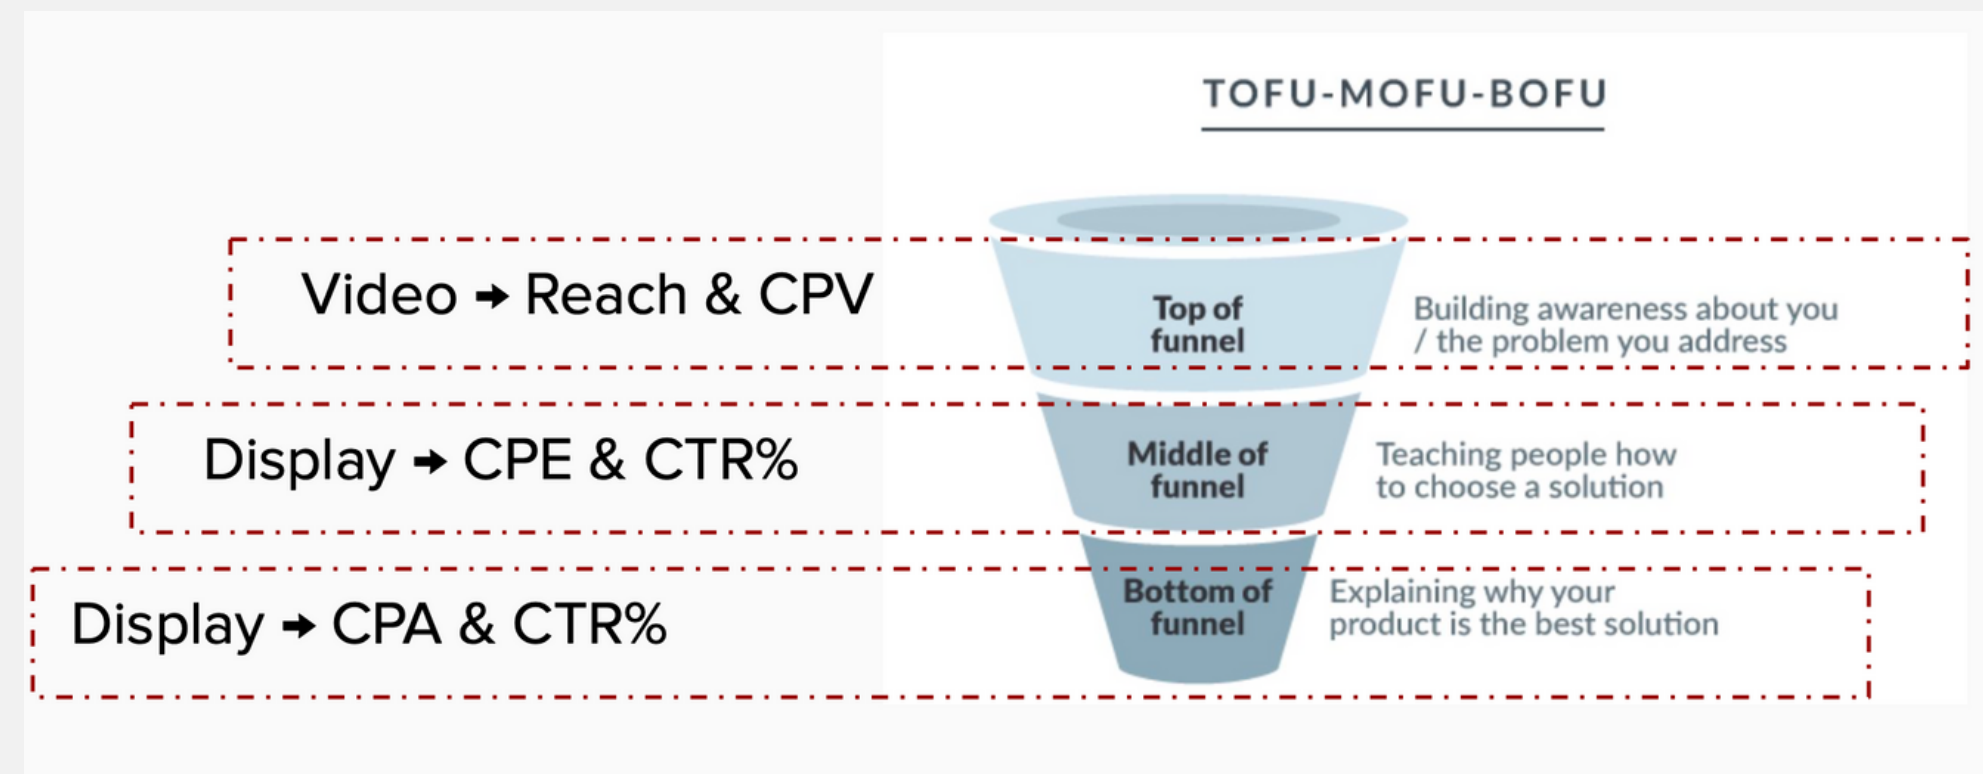 TOFU-MOFU-BOFU
Video → Reach & CPV
Top of
funnel
Building awareness about you
/ the problem you address
Display → CPE & CTR%
Middle of
funnel
Teaching people how
to choose a solution
Display → CPA & CTR%
Bottom of
funnel
Explaining why your
product is the best solution